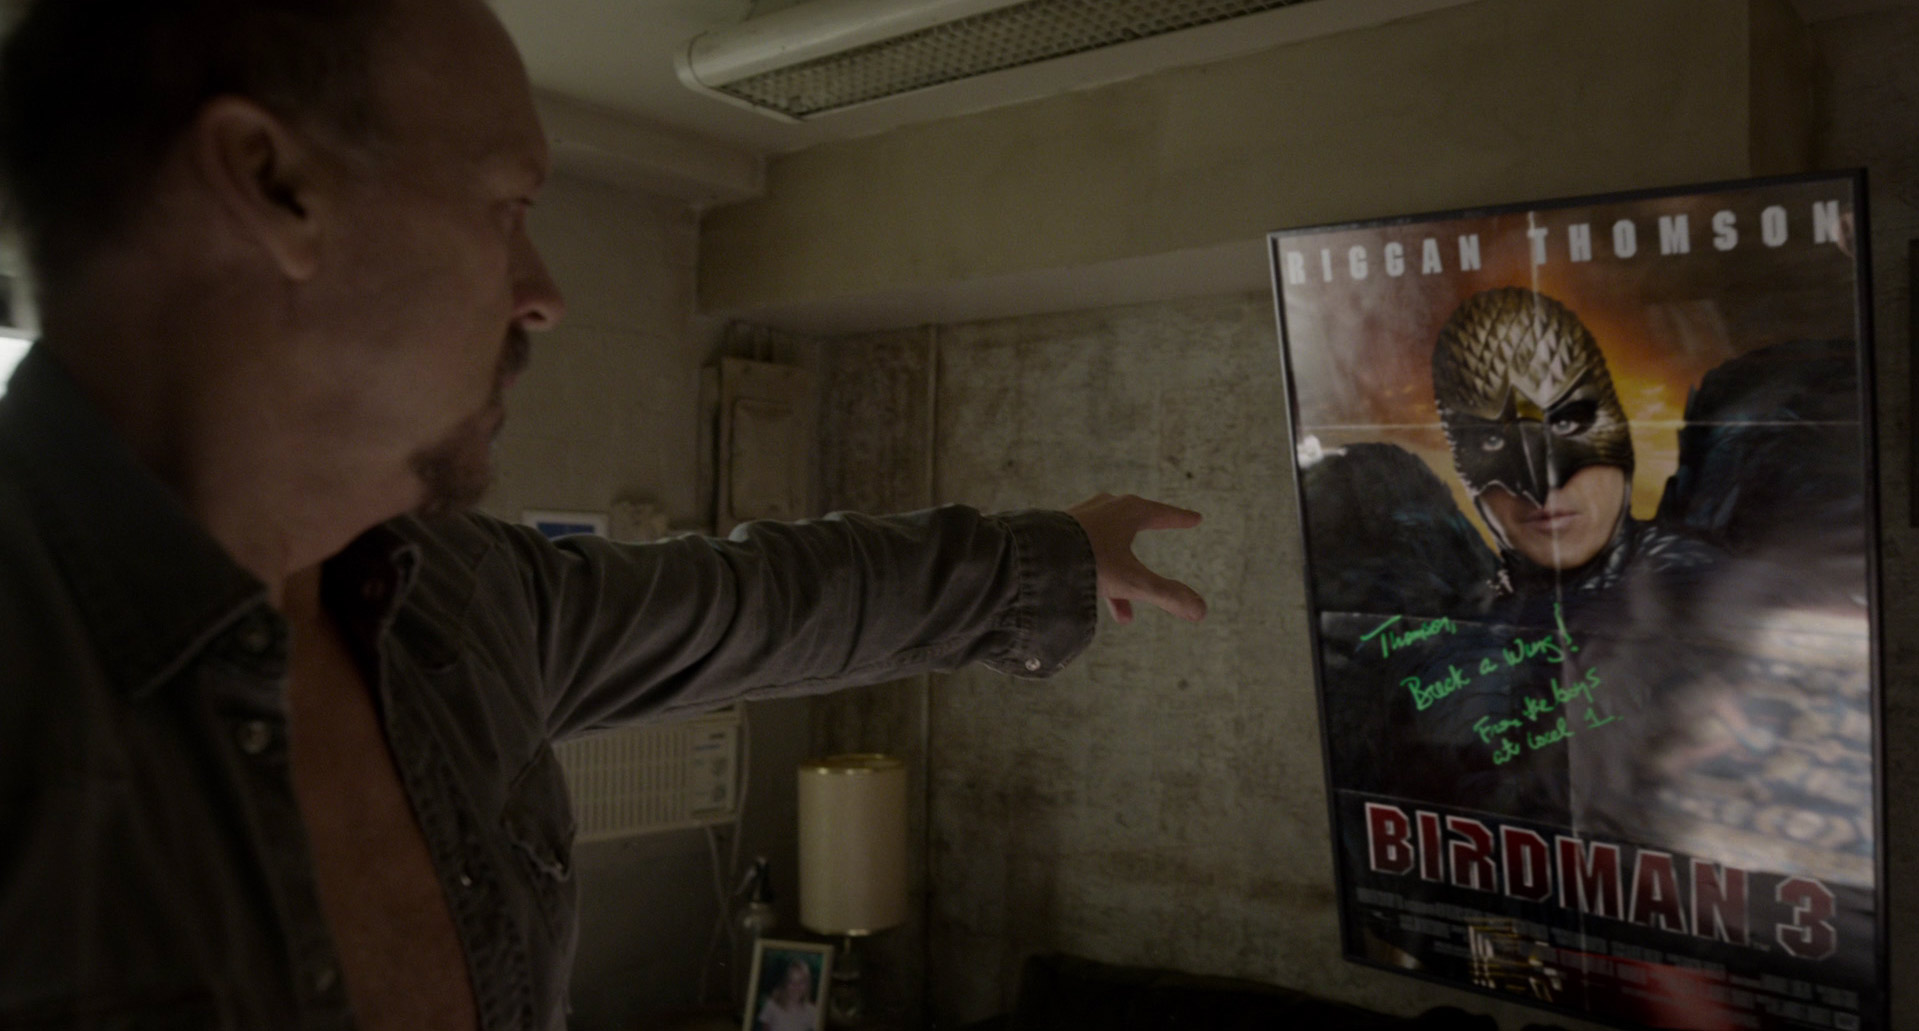 RIGGAN THOMSON
Thomson,
Break a Wing!
From the boys
at Local 1.
BIRDMAN 3